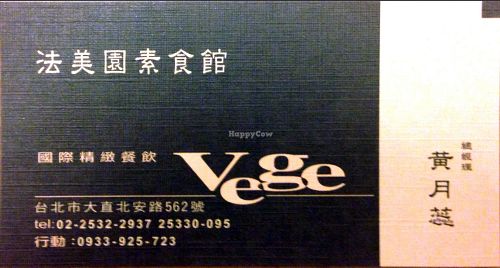 法美園素食館
HappyCow
國際精緻餐飲
Vege
台北市大直北安路562號
tel:02-2532-2937 25330-095
行動:0933-925-723
總經理
黃月蕊